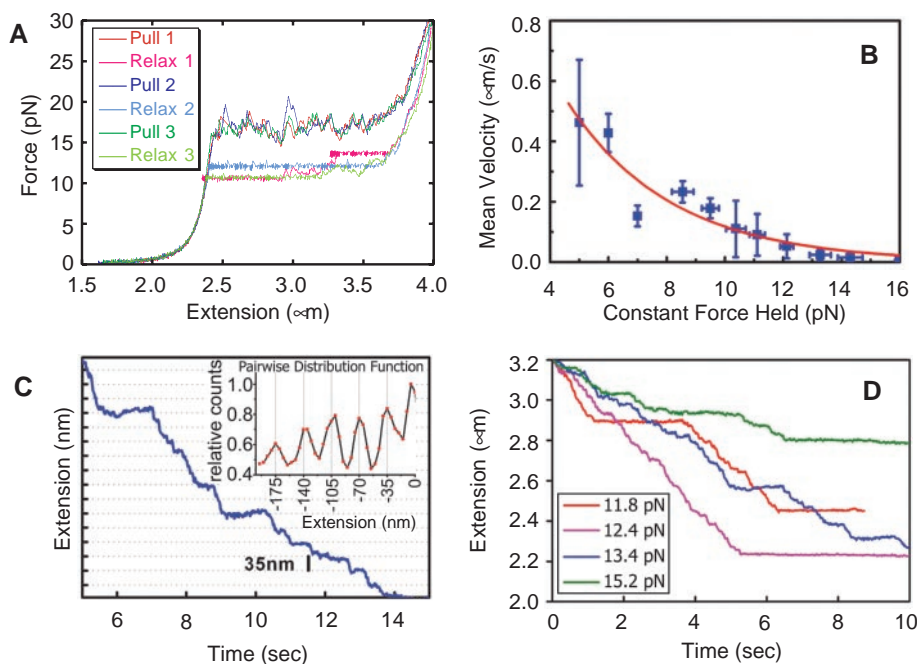 A
Force (pN)
30
25
20
15
10
5
0
Pull 1
Relax 1
Pull 2
Relax 2
Pull 3
Relax 3
1.5 2.0 2.5 3.0 3.5 4.0
Extension (∝m)
B
Mean Velocity (∝m/s)
0.8
0.6
0.4
0.2
0.0
4 6 8 10 12 14 16
Constant Force Held (pN)
C
Extension (nm)
Pairwise Distribution Function
relative counts
1.0
0.8
0.6
0.4
-175 -140 -105 -70 -35 0
Extension (nm)
35nm
6 8 10 12 14
Time (sec)
D
Extension (∝m)
3.2
3.0
2.8
2.6
2.4
2.2
2.0
11.8 pN
12.4 pN
13.4 pN
15.2 pN
0 2 4 6 8 10
Time (sec)